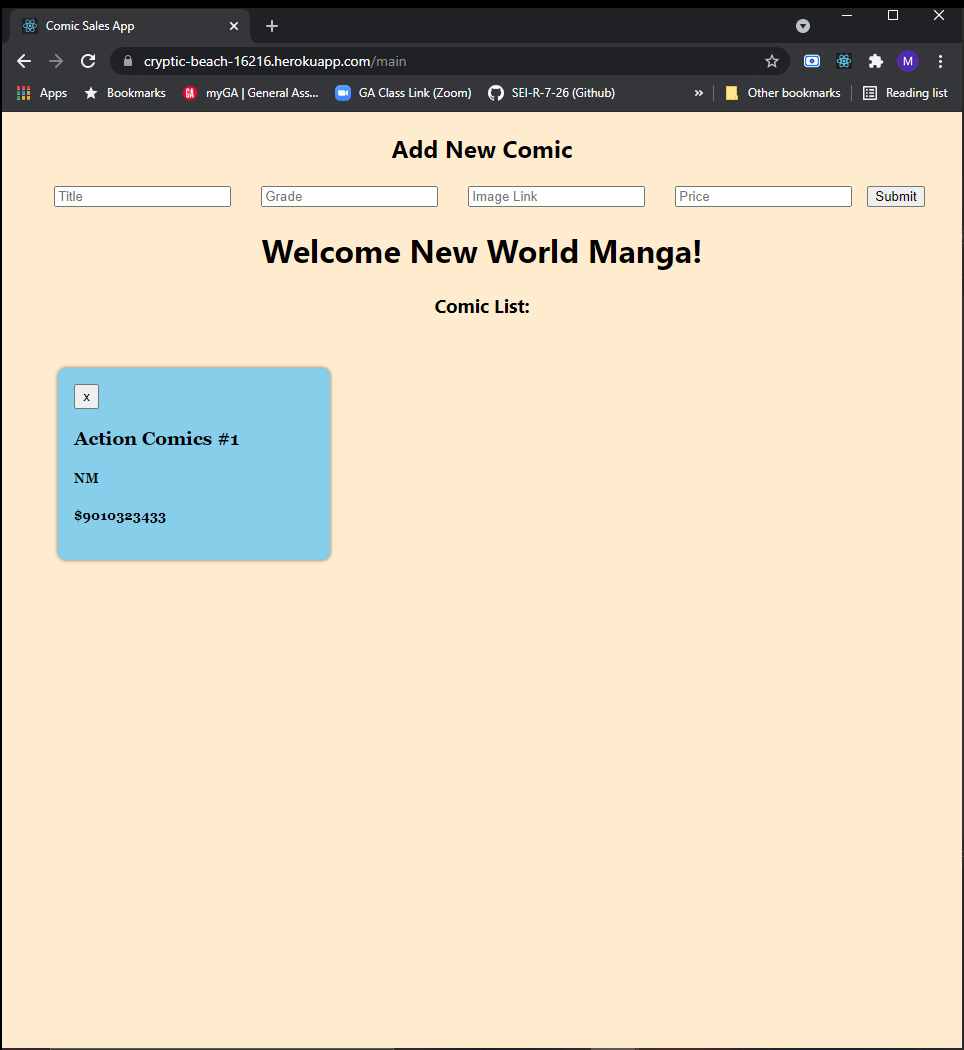 Comic Sales App
cryptic-beach-16216.herokuapp.com/main
M
Apps Bookmarks GA myGA | General Ass... GA Class Link (Zoom) SEI-R-7-26 (Github) » Other bookmarks Reading list
Add New Comic
Title Grade Image Link Price Submit
Welcome New World Manga!
Comic List:
x
Action Comics #1
NM
$9010323433